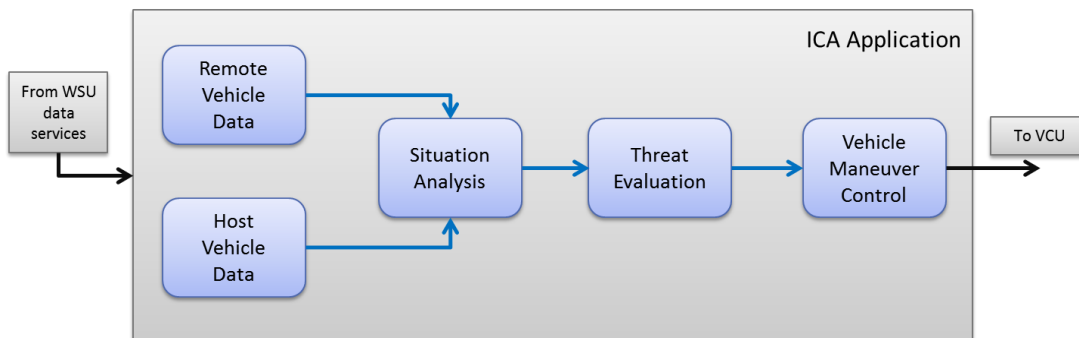 ICA Application
From WSU
data
services
Remote
Vehicle
Data
Host
Vehicle
Data
Situation
Analysis
Threat
Evaluation
Vehicle
Maneuver
Control
To VCU